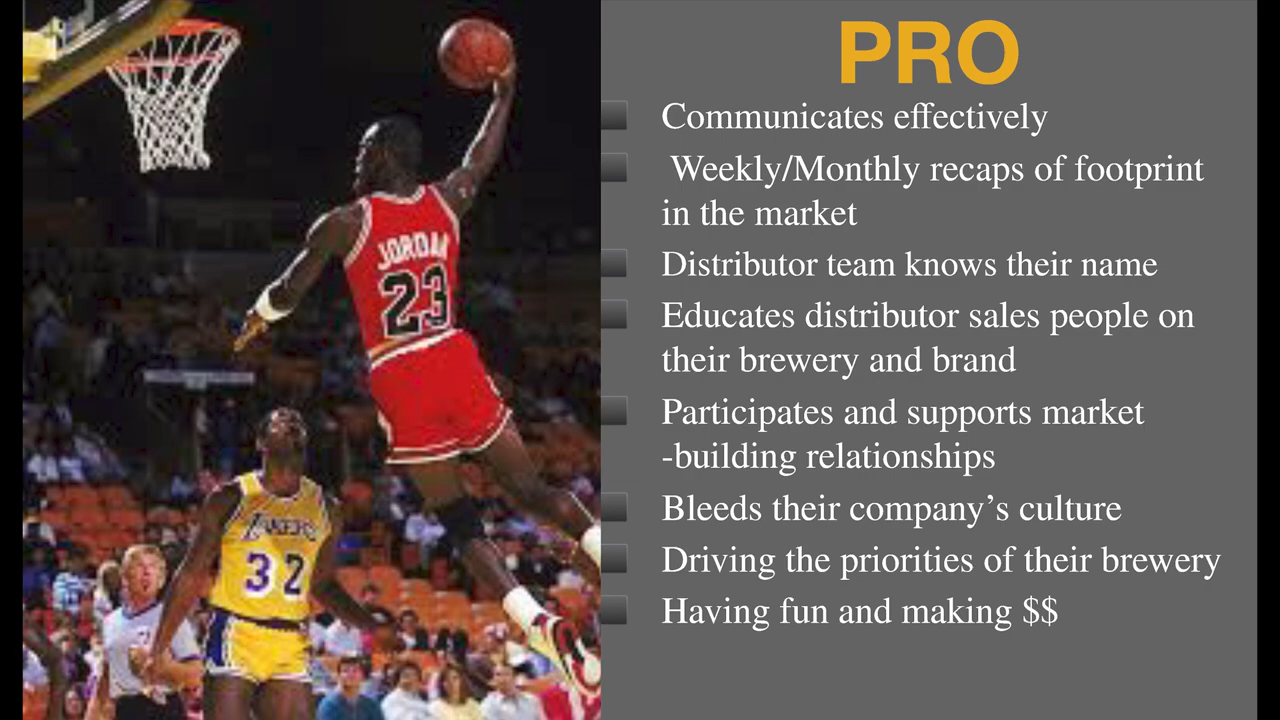 PRO
Communicates effectively
Weekly/Monthly recaps of footprint
in the market
Distributor team knows their name
Educates distributor sales people on
their brewery and brand
Participates and supports market
-building relationships
Bleeds their company’s culture
Driving the priorities of their brewery
Having fun and making $$
JORDAN
23
LAKERS
32